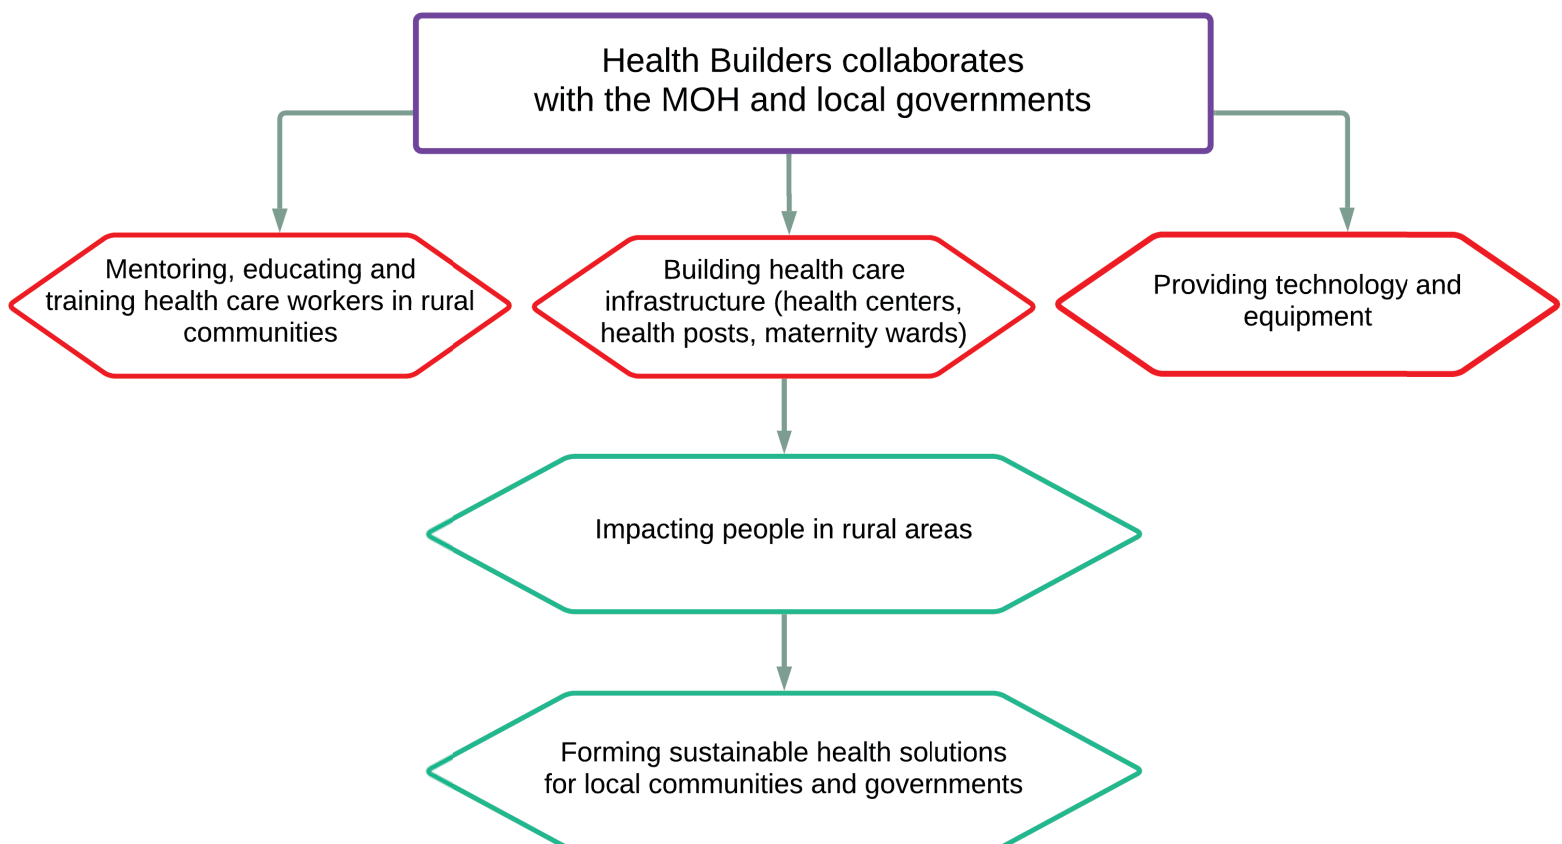 Health Builders collaborates
with the MOH and local governments
Mentoring, educating and
training health care workers in rural
communities
Building health care
infrastructure (health centers,
health posts, maternity wards)
Providing technology and
equipment
Impacting people in rural areas
Forming sustainable health solutions
for local communities and governments